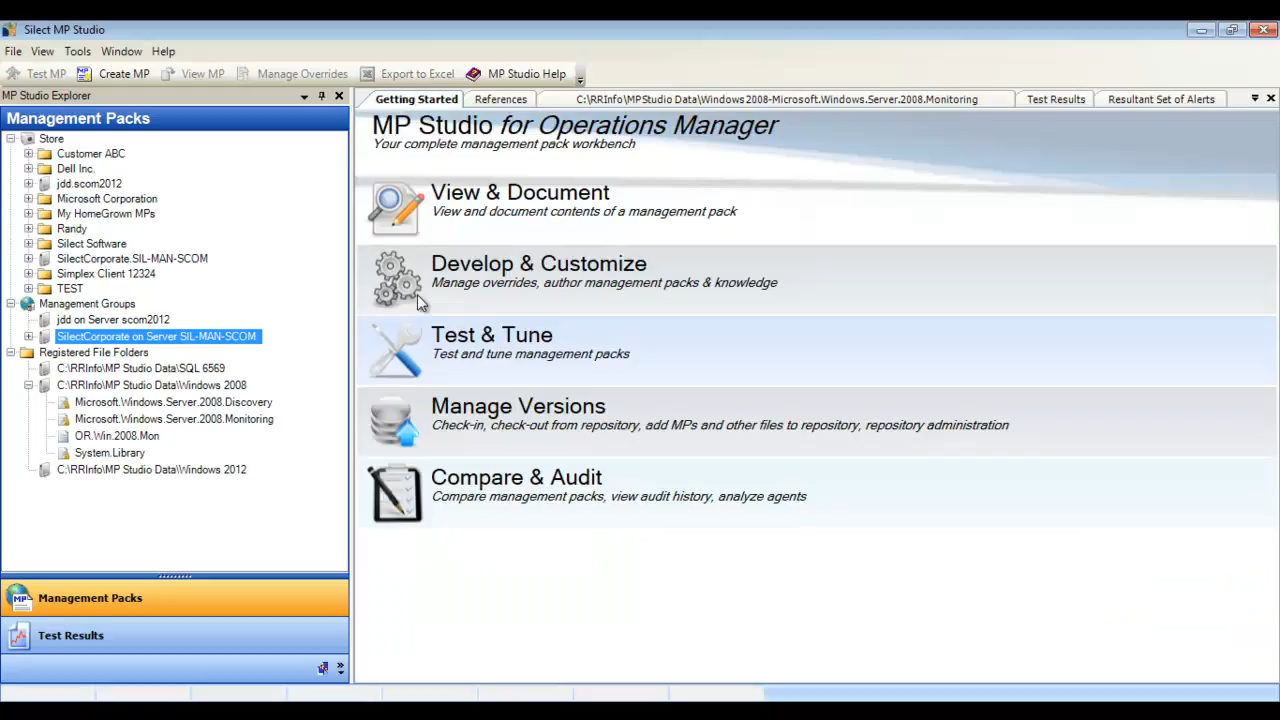 Silect MP Studio
File View Tools Window Help
Test MP Create MP View MP Manage Overrides Export to Excel MP Studio Help
MP Studio Explorer
Getting Started References C:\RRInfo\MPStudio Data\Windows2008-Microsoft.Windows.Server.2008.Monitoring Test Results Resultant Set of Alerts
Management Packs
Store
Customer ABC
Dell Inc.
jdd.scom2012
Microsoft Corporation
My HomeGrown MPs
Randy
Silect Software
SilectCorporate.SIL-MAN-SCOM
Simplex Client 12324
TEST
Management Groups
jdd on Server scom2012
SilectCorporate on Server SIL-MAN-SCOM
Registered File Folders
C:\RRInfo\MP Studio Data\SQL 6569
C:\RRInfo\MP Studio Data\Windows 2008
Microsoft.Windows.Server.2008.Discovery
Microsoft.Windows.Server.2008.Monitoring
OR.Win.2008.Mon
System.Library
C:\RRInfo\MP Studio Data\Windows 2012
Management Packs
Test Results
MP Studio for Operations Manager
Your complete management pack workbench
View & Document
View and document contents of a management pack
Develop & Customize
Manage overrides, author management packs & knowledge
Test & Tune
Test and tune management packs
Manage Versions
Check-in, check-out from repository, add MPs and other files to repository, repository administration
Compare & Audit
Compare management packs, view audit history, analyze agents